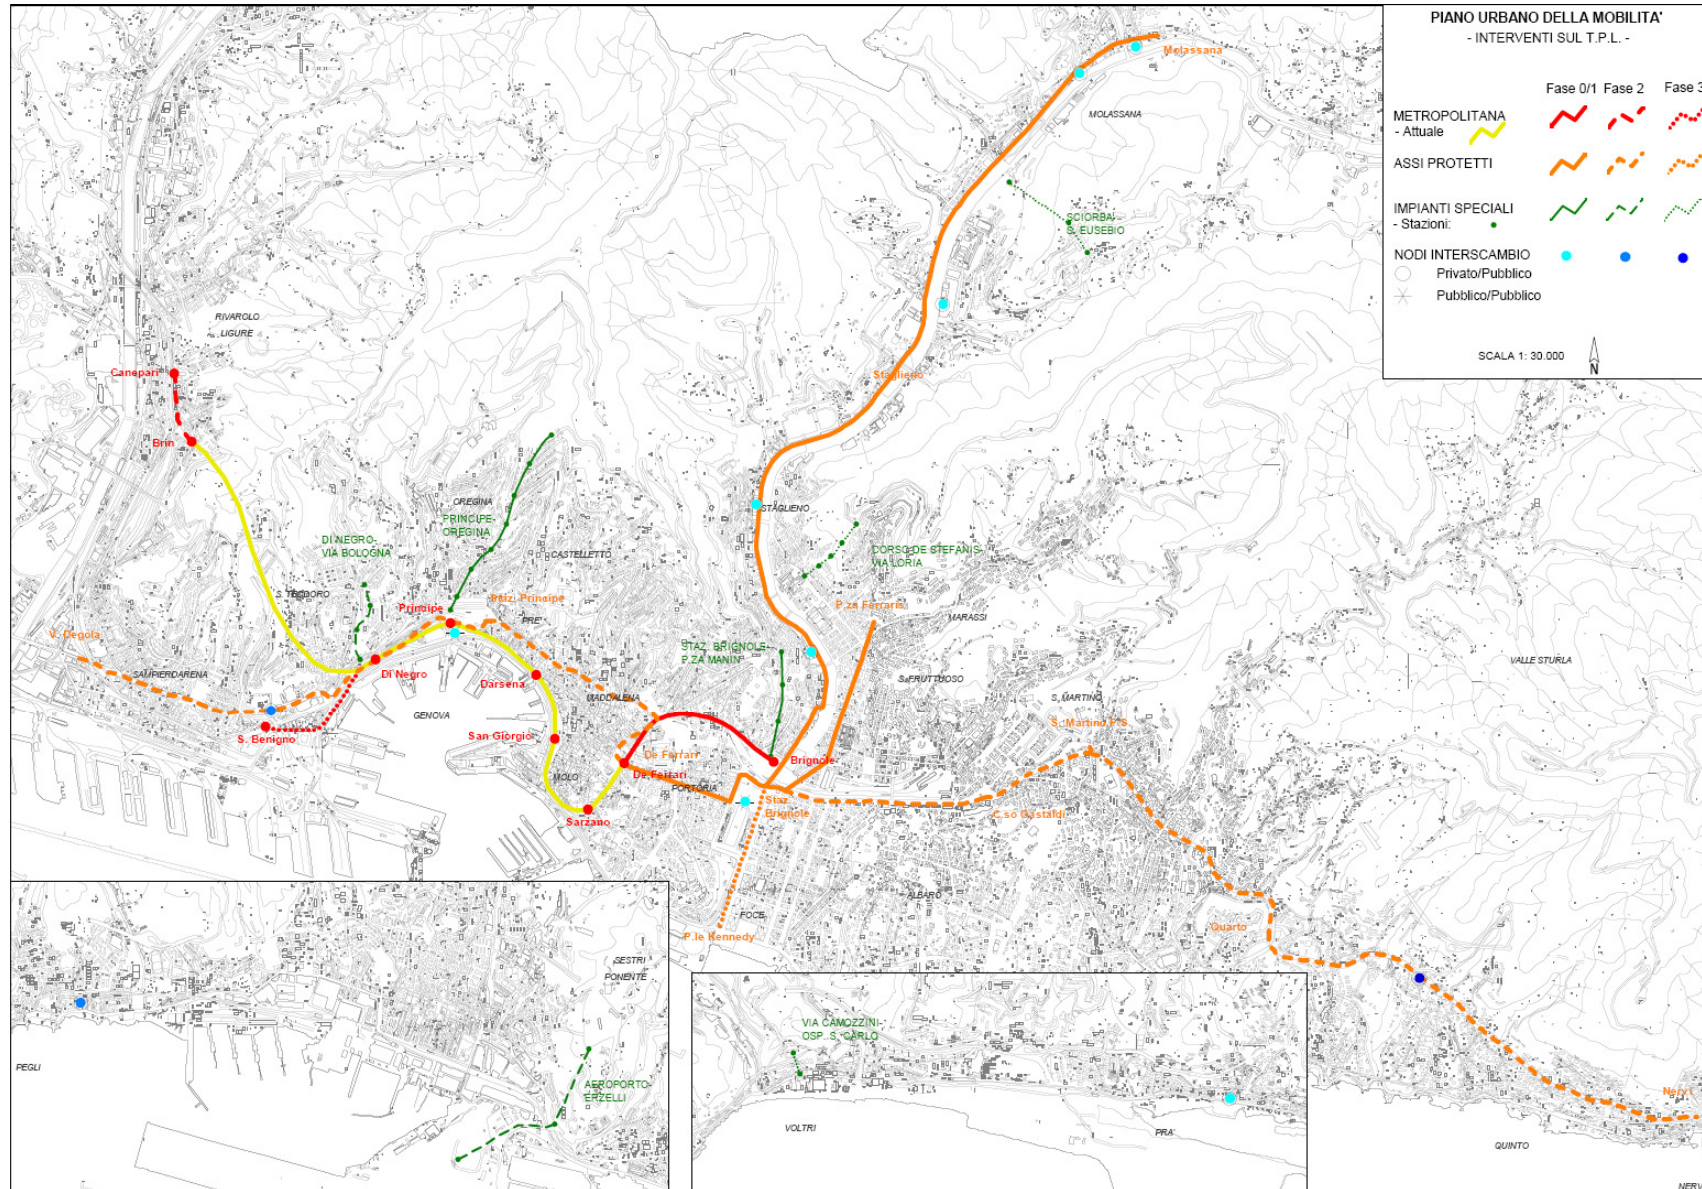 PIANO URBANO DELLA MOBILITA'
- INTERVENTI SUL T.P.L. -
Fase 0/1 Fase 2 Fase 3
METROPOLITANA
- Attuale
ASSI PROTETTI
IMPIANTI SPECIALI
- Stazioni:
NODI INTERSCAMBIO
Privato/Pubblico
Pubblico/Pubblico
SCALA 1: 30.000
N
Molassana
MOLASSANA
SCIORBA-
S. EUSEBIO
RIVAROLO
LIGURE
Canepari
Staglieno
Brin
OREGINA
PRINCIPE-
OREGINA
STAGLIENO
DI NEGRO-
VIA BOLOGNA
CASTELLETTO
CORSO DE STEFANIS-
VIA LORIA
S. TEODORO
Principe
Staz. Principe
PRE'
P.za Ferraris
MARASSI
V. Degola
STAZ. BRIGNOLE-
P.ZA MANIN
SAMPIERDARENA
Di Negro
Darsena
S.FRUTTUOSO
VALLE STURLA
MADDALENA
S. MARTINO
GENOVA
S. Benigno
San Giorgio
S. Martino F.S.
De Ferrari
De Ferrari
Brignole
MOLO
PORTORIA
Sarzano
Staz.
Brignole
C.so Gastaldi
ALBARO
FOCE
P.le Kennedy
Quarto
SESTRI
PONENTE
PEGLI
AEROPORTO-
ERZELLI
VIA CAMOZZINI-
OSP. S. CARLO
VOLTRI
PRA'
Nervi
QUINTO
NERVI